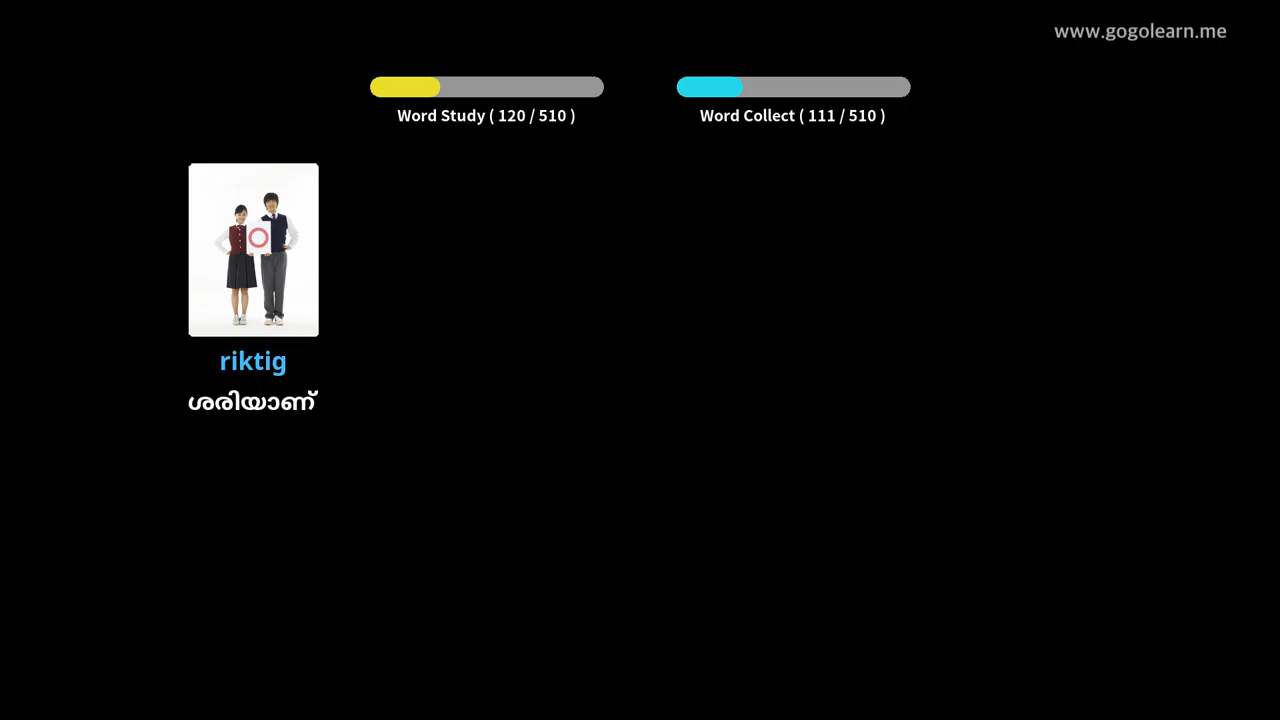 www.gogolearn.me
Word Study ( 120 / 510 )
Word Collect ( 111 / 510 )
riktig
ശരിയാണ്